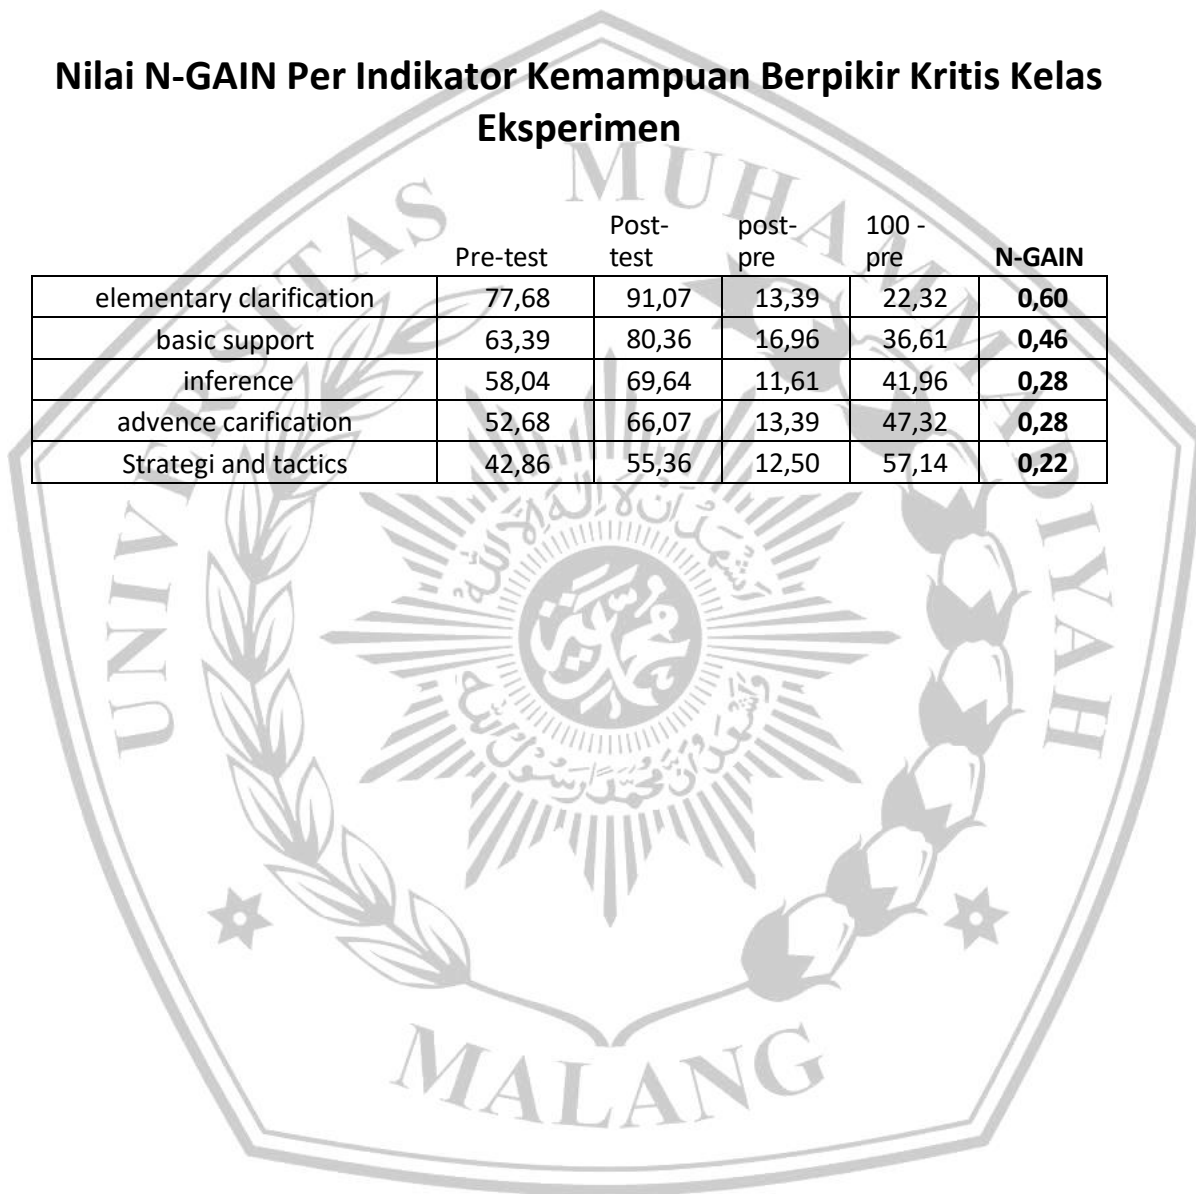 Nilai N-GAIN Per Indikator Kemampuan Berpikir Kritis Kelas
Eksperimen
Pre-test Post-test post-pre 100 - pre N-GAIN
elementary clarification 77,68 91,07 13,39 22,32 0,60
basic support 63,39 80,36 16,96 36,61 0,46
inference 58,04 69,64 11,61 41,96 0,28
advence carification 52,68 66,07 13,39 47,32 0,28
Strategi and tactics 42,86 55,36 12,50 57,14 0,22
UNIVERSITAS MUHAMMADIYAH
MALANG